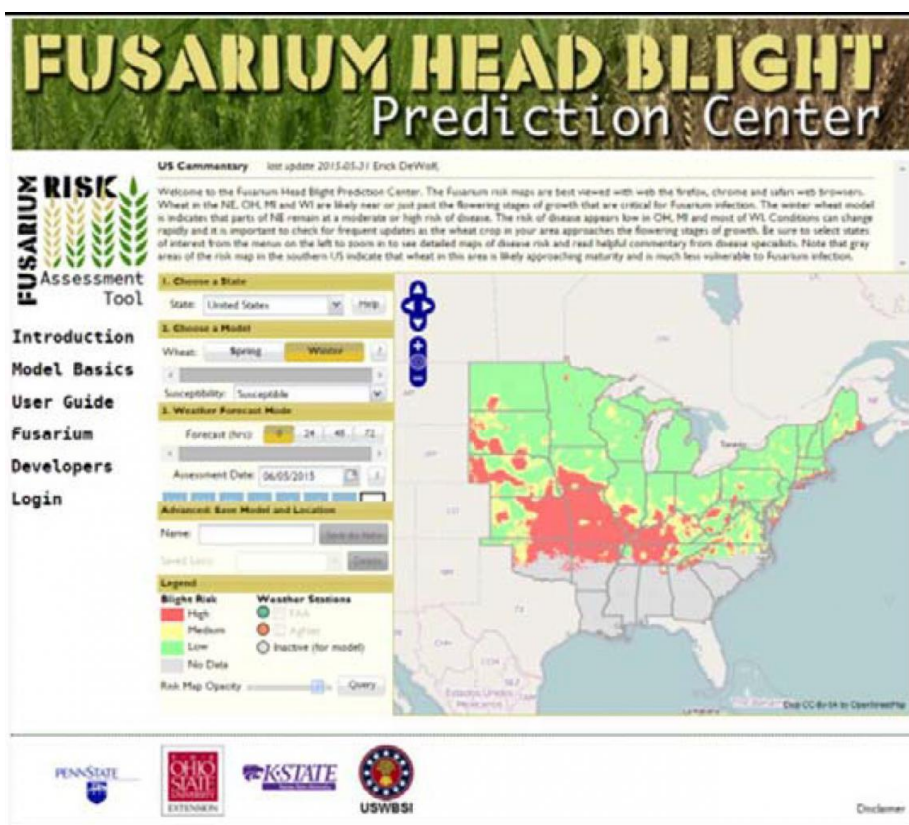 FUSARIUM HEAD BLIGHT
Prediction Center
FUSARIUM
RISK
Assessment
Tool
Introduction
Model Basics
User Guide
Fusarium
Developers
Login
US Commentary last update 2015-05-31 Erick DeWolf,
Welcome to the Fusarium Head Blight Prediction Center. The Fusarium risk maps are best viewed with web the firefox, chrome and safari web browsers.
Wheat in the NE, OH, MI and WI are likely near or just past the flowering stages of growth that are critical for Fusarium infection. The winter wheat model
is indicates that parts of NE remain at a moderate or high risk of disease. The risk of disease appears low in OH, MI and most of WI. Conditions can change
rapidly and it is important to check for frequent updates as the wheat crop in your area approaches the flowering stages of growth. Be sure to select states
of interest from the menus on the left to zoom in to see detailed maps of disease risk and read helpful commentary from disease specialists. Note that gray
areas of the risk map in the southern US indicate that wheat in this area is likely approaching maturity and is much less vulnerable to Fusarium infection.
1. Choose a State
State: United States Help
2. Choose a Model
Wheat: Spring Winter ?
Susceptibility: Susceptible
3. Weather Forecast Mode
Forecast (hrs): 0 24 48 72
Assessment Date: 06/05/2015
Advanced: Save Model and Location
Name:
Legend
Blight Risk Weather Stations
High FAA
Medium AgNet
Low Inactive (for model)
No Data
Risk Map Opacity Query
Estados Unidos
Mexicanos
Map CC-By-SA by OpenStreetMap
PENNSTATE
OHIO
STATE
UNIVERSITY
EXTENSION
K-STATE
USWBSI
Disclaimer